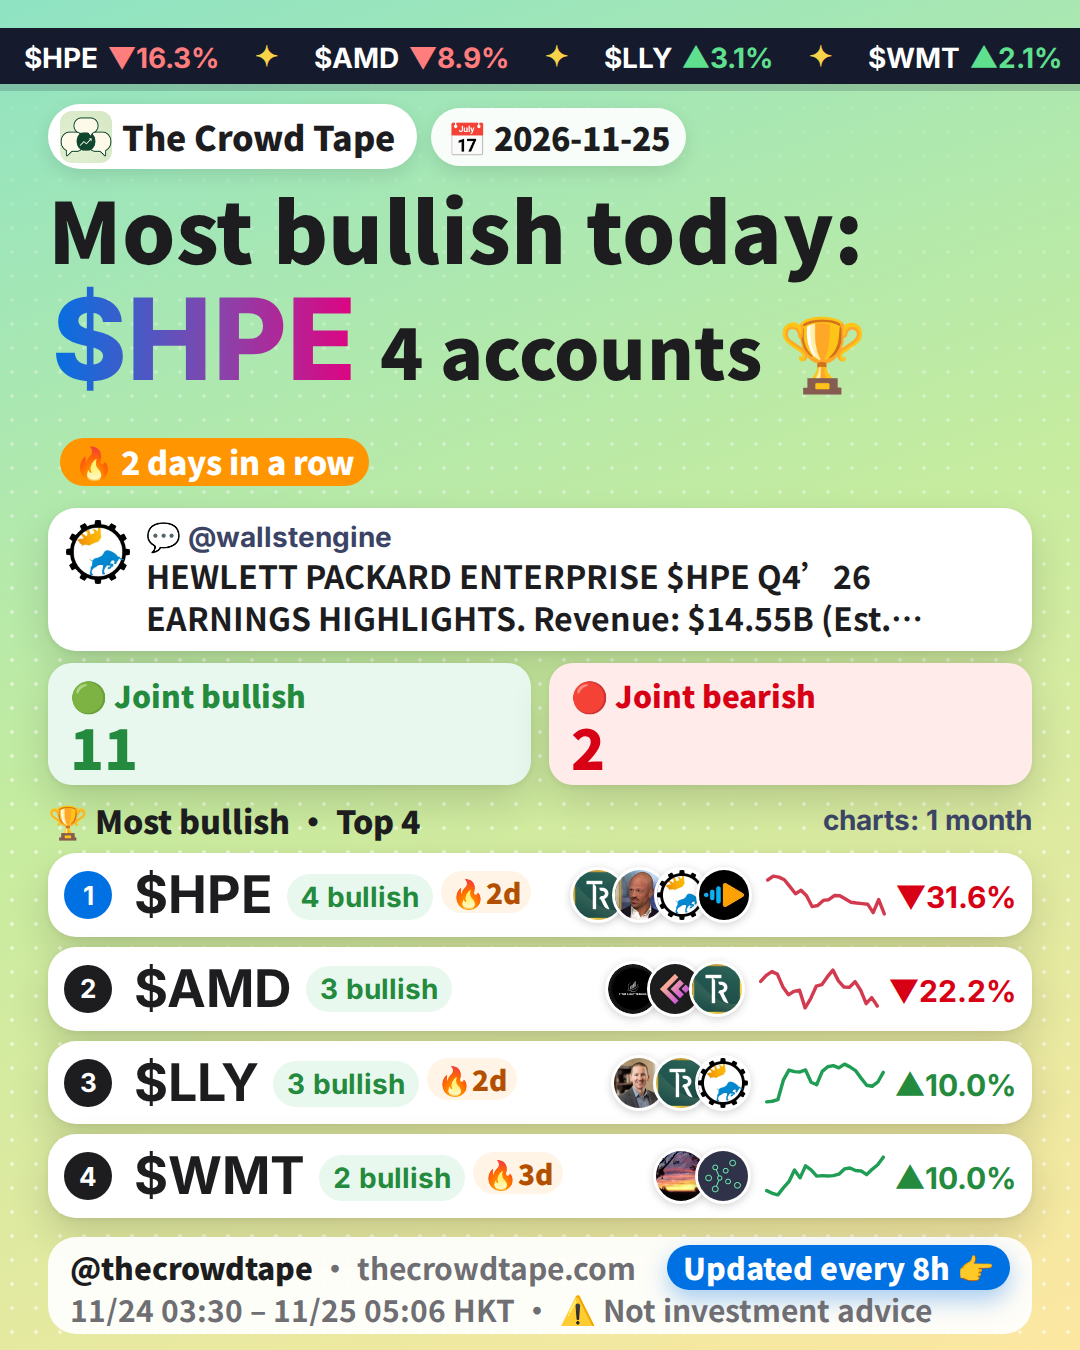 $HPE ▼16.3% ✦ $AMD ▼8.9% ✦ $LLY ▲3.1% ✦ $WMT ▲2.1%
The Crowd Tape 📅 2026-11-25
Most bullish today:
$HPE 4 accounts 🏆
🔥 2 days in a row
💬 @wallstengine
HEWLETT PACKARD ENTERPRISE $HPE Q4’26
EARNINGS HIGHLIGHTS. Revenue: $14.55B (Est.…
🟢 Joint bullish
11
🔴 Joint bearish
2
🏆 Most bullish • Top 4
charts: 1 month
1 $HPE 4 bullish 🔥2d ▼31.6%
2 $AMD 3 bullish ▼22.2%
3 $LLY 3 bullish 🔥2d ▲10.0%
4 $WMT 2 bullish 🔥3d ▲10.0%
@thecrowdtape • thecrowdtape.com Updated every 8h 👉
11/24 03:30 – 11/25 05:06 HKT • ⚠️ Not investment advice